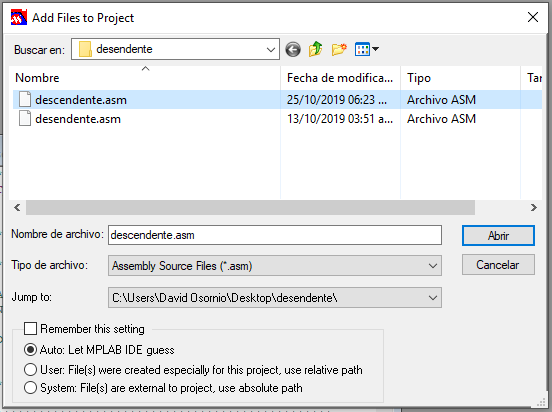 Add Files to Project
Buscar en: desendente
Nombre Fecha de modifica... Tipo Tar
descendente.asm 25/10/2019 06:23 ... Archivo ASM
desendente.asm 13/10/2019 03:51 a... Archivo ASM
Nombre de archivo: descendente.asm Abrir
Tipo de archivo: Assembly Source Files (*.asm) Cancelar
Jump to: C:\Users\David Osornio\Desktop\desendente\
Remember this setting
Auto: Let MPLAB IDE guess
User: File(s) were created especially for this project, use relative path
System: File(s) are external to project, use absolute path